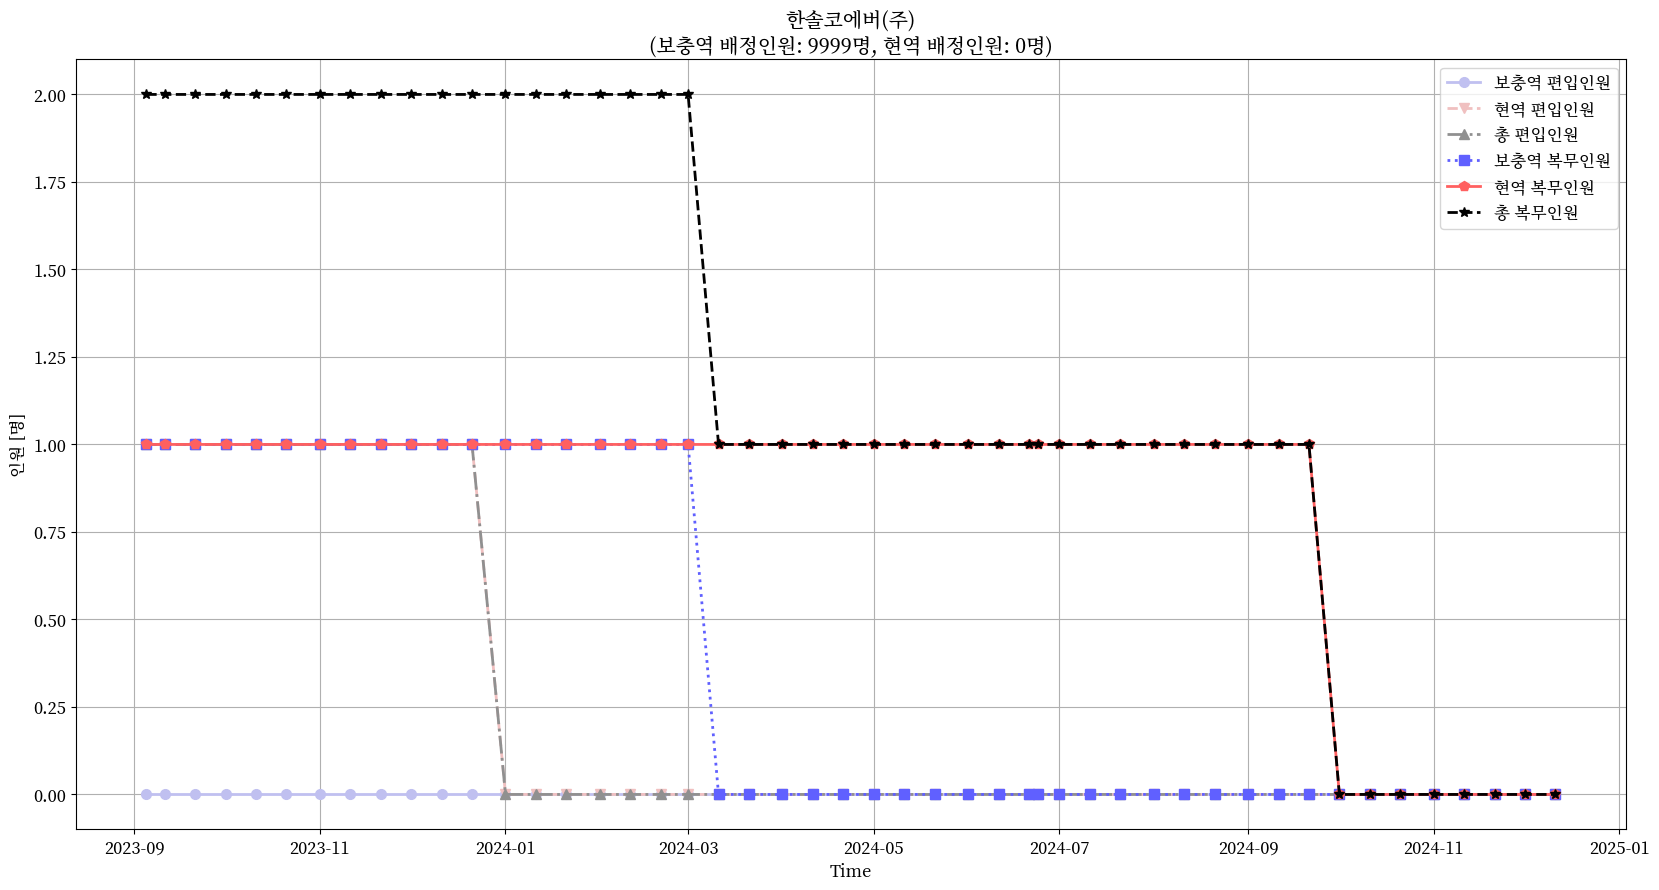 한솔코에버(주)
(보충역 배정인원: 9999명, 현역 배정인원: 0명)
보충역 편입인원
현역 편입인원
총 편입인원
보충역 복무인원
현역 복무인원
총 복무인원
인원 [명]
2.00
1.75
1.50
1.25
1.00
0.75
0.50
0.25
0.00
2023-09
2023-11
2024-01
2024-03
2024-05
2024-07
2024-09
2024-11
2025-01
Time